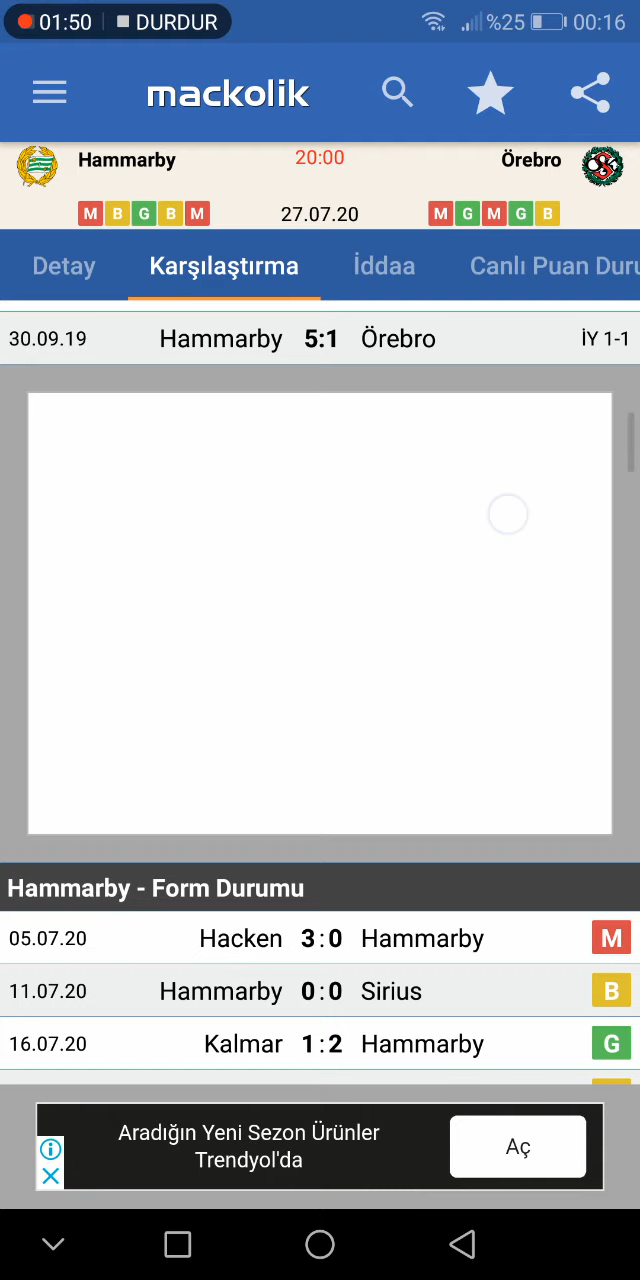 01:50 DURDUR %25 00:16
mackolik
Hammarby 20:00 Örebro
M B G B M 27.07.20 M G M G B
Detay Karşılaştırma İddaa Canlı Puan Duru
30.09.19 Hammarby 5:1 Örebro İY 1-1
Hammarby - Form Durumu
05.07.20 Hacken 3:0 Hammarby M
11.07.20 Hammarby 0:0 Sirius B
16.07.20 Kalmar 1:2 Hammarby G
Aradığın Yeni Sezon Ürünler
Trendyol'da
Aç